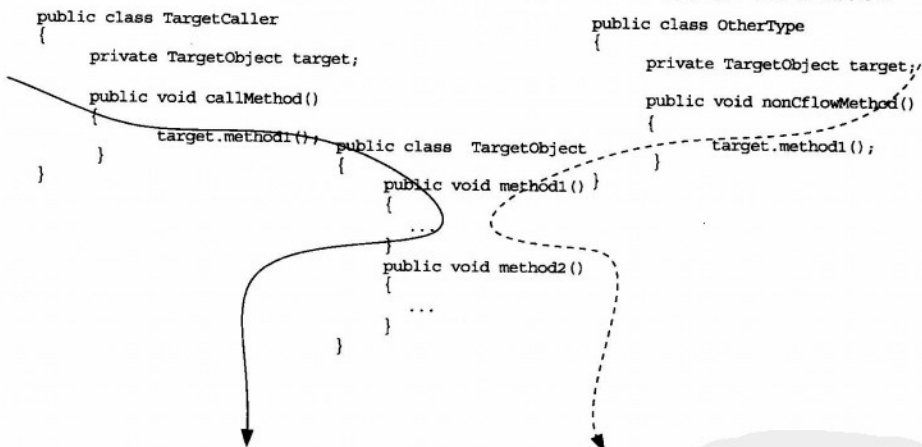 public class TargetCaller
{
private TargetObject target;
public void callMethod()
{
target.method1();
}
}
public class OtherType
{
private TargetObject target;
public void nonCflowMethod()
{
target.method1();
}
}
public class TargetObject
{
public void method1()
{
...
}
public void method2()
{
...
}
}